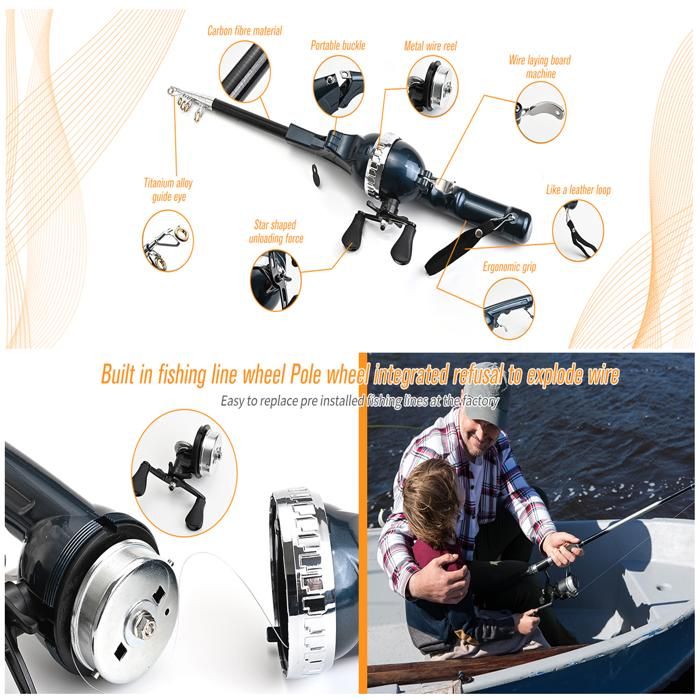 Carbon fibre material
Portable buckle
Metal wire reel
Wire laying board
machine
Titanium alloy
guide eye
Star shaped
unloading force
Like a leather loop
Ergonomic grip
Built in fishing line wheel Pole wheel integrated refusal to explode wire
Easy to replace pre installed fishing lines at the factory